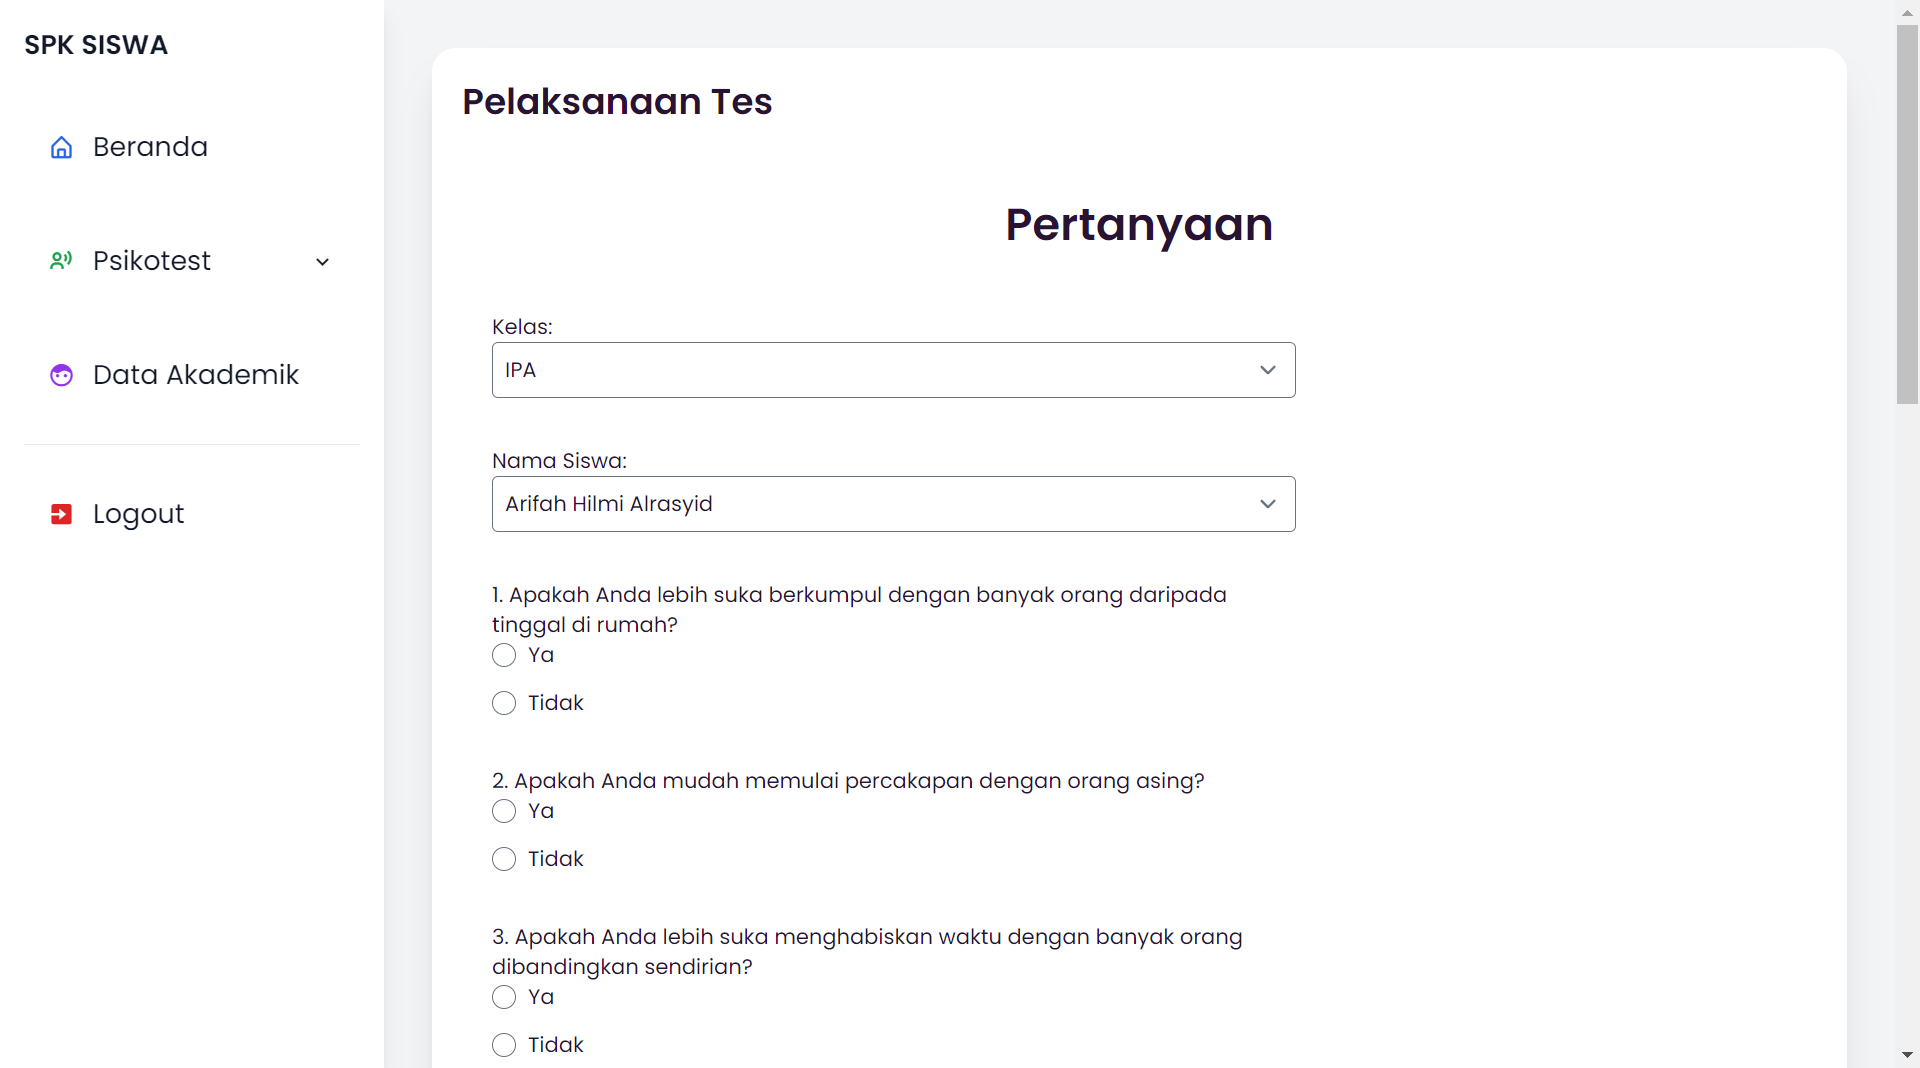 SPK SISWA
Beranda
Psikotest
Data Akademik
Logout
Pelaksanaan Tes
Pertanyaan
Kelas:
IPA
Nama Siswa:
Arifah Hilmi Alrasyid
1. Apakah Anda lebih suka berkumpul dengan banyak orang daripada
tinggal di rumah?
Ya
Tidak
2. Apakah Anda mudah memulai percakapan dengan orang asing?
Ya
Tidak
3. Apakah Anda lebih suka menghabiskan waktu dengan banyak orang
dibandingkan sendirian?
Ya
Tidak